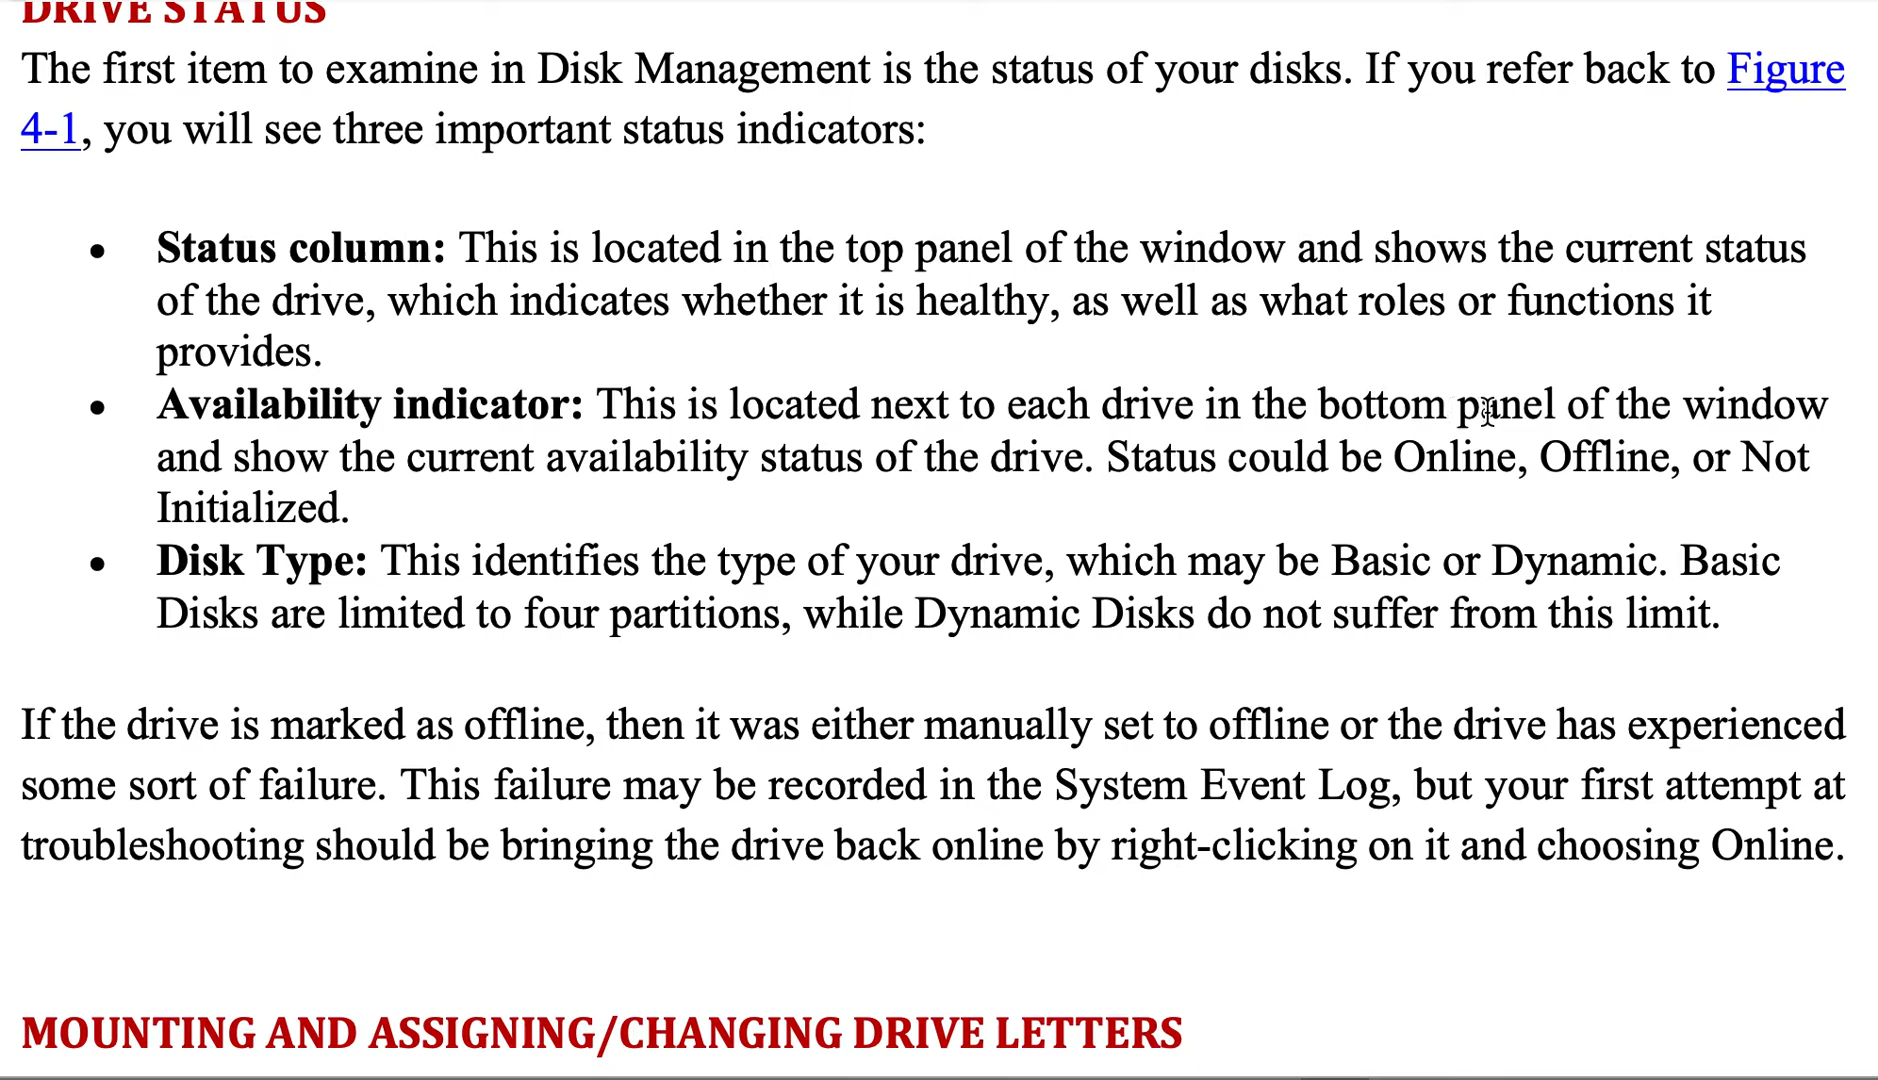 DRIVE STATUS
The first item to examine in Disk Management is the status of your disks. If you refer back to Figure
4-1, you will see three important status indicators:
• Status column: This is located in the top panel of the window and shows the current status
of the drive, which indicates whether it is healthy, as well as what roles or functions it
provides.
• Availability indicator: This is located next to each drive in the bottom panel of the window
and show the current availability status of the drive. Status could be Online, Offline, or Not
Initialized.
• Disk Type: This identifies the type of your drive, which may be Basic or Dynamic. Basic
Disks are limited to four partitions, while Dynamic Disks do not suffer from this limit.
If the drive is marked as offline, then it was either manually set to offline or the drive has experienced
some sort of failure. This failure may be recorded in the System Event Log, but your first attempt at
troubleshooting should be bringing the drive back online by right-clicking on it and choosing Online.
MOUNTING AND ASSIGNING/CHANGING DRIVE LETTERS